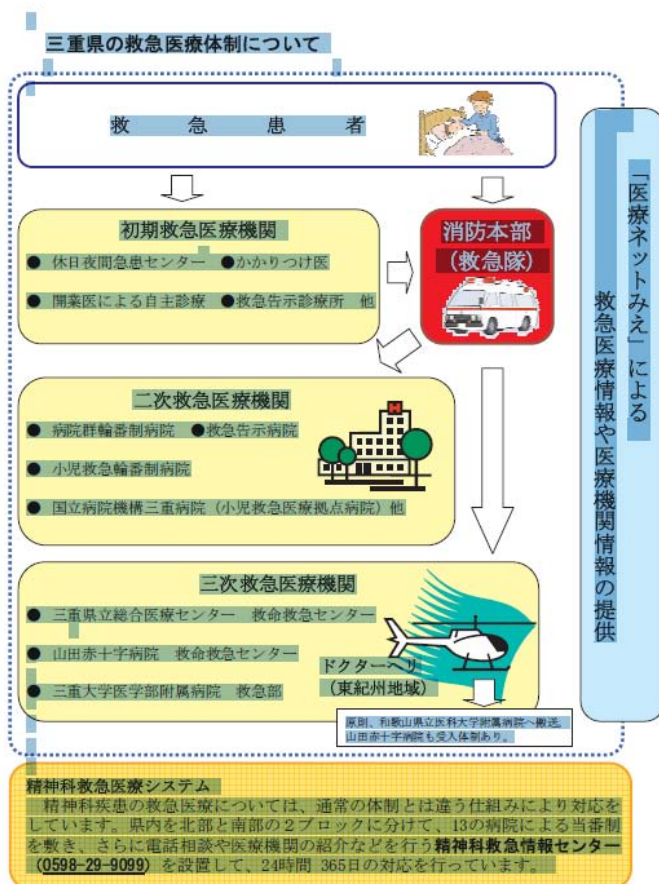 三重県の救急医療体制について
救 急 患 者
初期救急医療機関
● 休日夜間急患センター ●かかりつけ医
● 開業医による自主診療 ●救急告示診療所 他
消防本部
（救急隊）
二次救急医療機関
● 病院群輪番制病院 ●救急告示病院
● 小児救急輪番制病院
● 国立病院機構三重病院（小児救急医療拠点病院）他
H
三次救急医療機関
● 三重県立総合医療センター 救命救急センター
● 山田赤十字病院 救命救急センター
● 三重大学医学部附属病院 救急部
ドクターヘリ
（東紀州地域）
原則、和歌山県立医科大学附属病院へ搬送。
山田赤十字病院も受入体制あり。
「医療ネットみえ」による
救急医療情報や医療機関情報の提供
精神科救急医療システム
精神科疾患の救急医療については、通常の体制とは違う仕組みにより対応を
しています。県内を北部と南部の２ブロックに分けて、13の病院による当番制
を敷き、さらに電話相談や医療機関の紹介などを行う精神科救急情報センター
（0598-29-9099）を設置して、24時間 365日の対応を行っています。